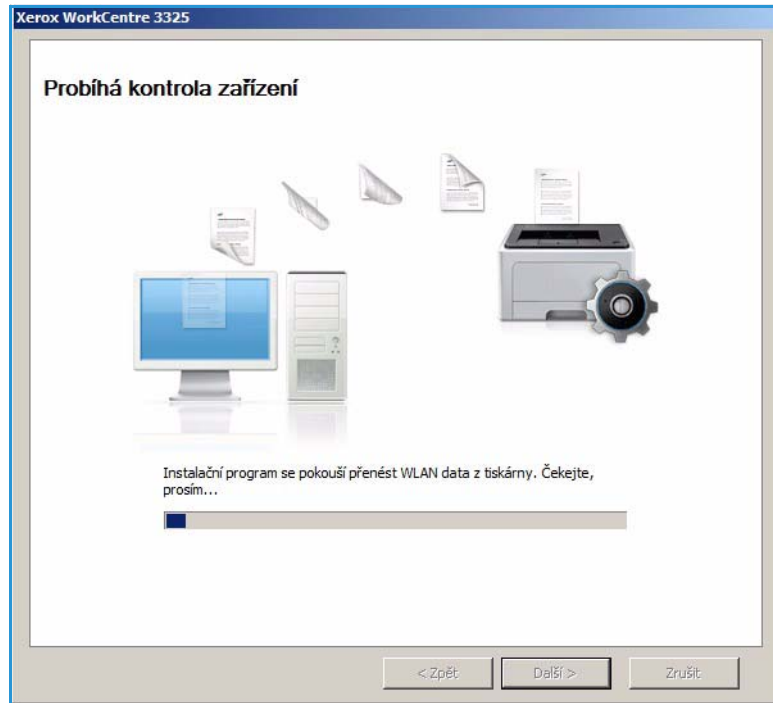 Xerox WorkCentre 3325
Probíhá kontrola zařízení
Instalační program se pokouší přenést WLAN data z tiskárny. Čekejte,
prosím...
< Zpět
Další >
Zrušit